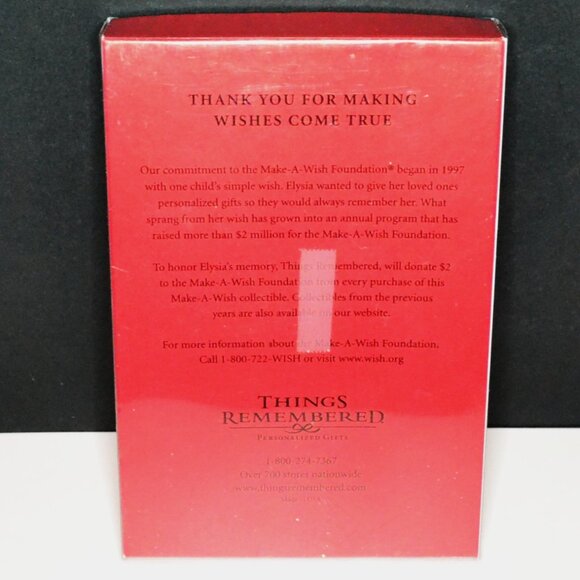 THANK YOU FOR MAKING
WISHES COME TRUE
Our commitment to the Make-A-Wish Foundation® began in 1997
with one child's simple wish. Elysia wanted to give her loved ones
personalized gifts so they would always remember her. What
sprang from her wish has grown into an annual program that has
raised more than $2 million for the Make-A-Wish Foundation.
To honor Elysia's memory, Things Remembered, will donate $2
to the Make-A-Wish Foundation from every purchase of this
Make-A-Wish collectible. Collectibles from the previous
years are also available on our website.
For more information about the Make-A-Wish Foundation,
Call 1-800-722-WISH or visit www.wish.org
THINGS
REMEMBERED
PERSONALIZED GIFTS
1-800-274-7367
Over 700 stores nationwide
www.thingsremembered.com